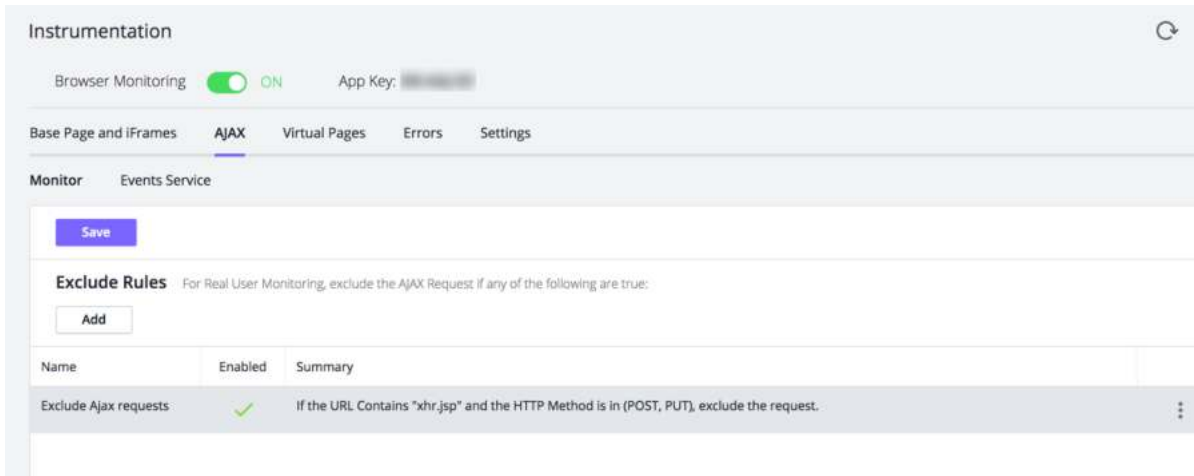 Instrumentation
Browser Monitoring ON App Key:
Base Page and iFrames AJAX Virtual Pages Errors Settings
Monitor Events Service
Save
Exclude Rules For Real User Monitoring, exclude the AJAX Request if any of the following are true:
Add
Name Enabled Summary
Exclude Ajax requests If the URL Contains "xhr.jsp" and the HTTP Method is in (POST, PUT), exclude the request.